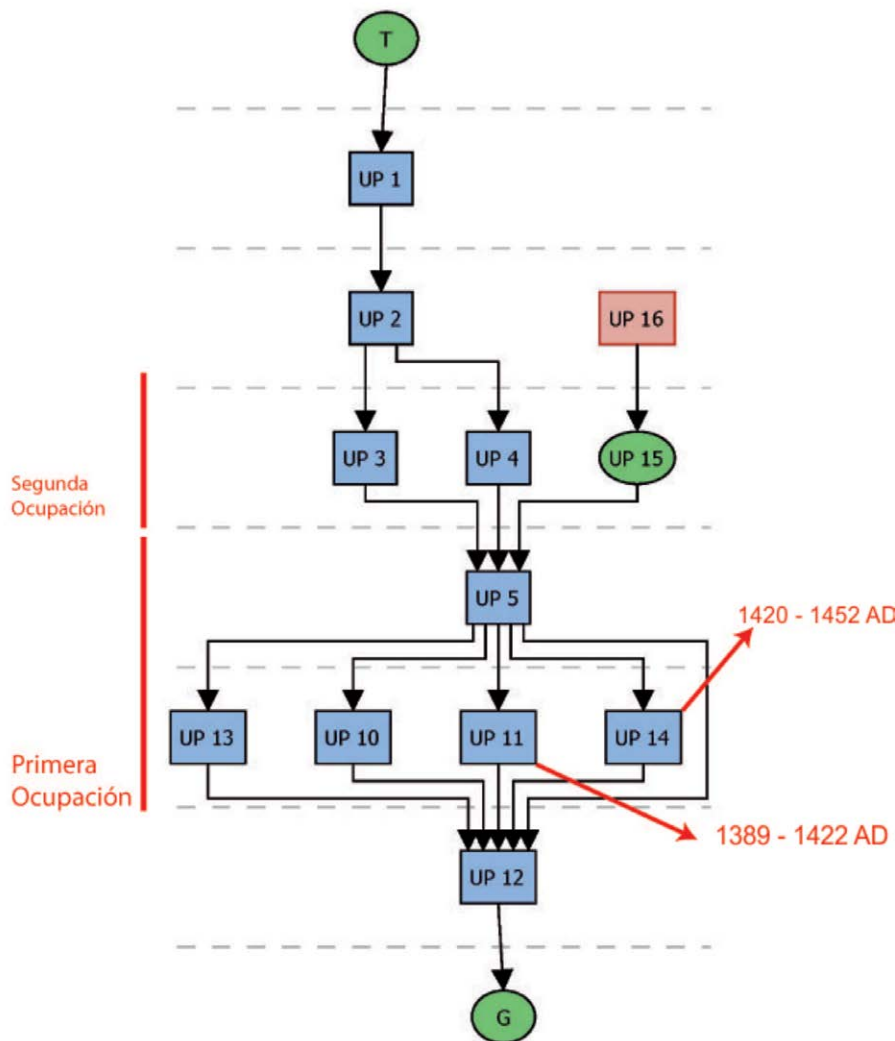 T
UP 1
UP 2
UP 16
UP 3
UP 4
UP 15
Segunda
Ocupación
UP 5
1420 - 1452 AD
UP 13
UP 10
UP 11
UP 14
Primera
Ocupación
1389 - 1422 AD
UP 12
G